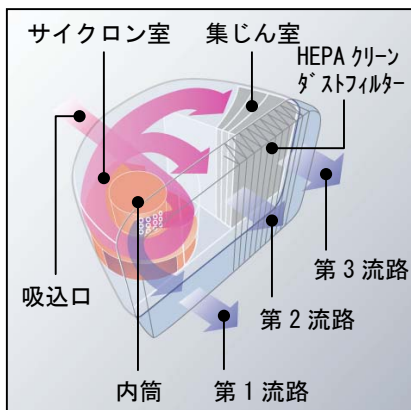 サイクロン室
集じん室
HEPA クリーン
ダストフィルター
吸込口
内筒
第1流路
第2流路
第3流路